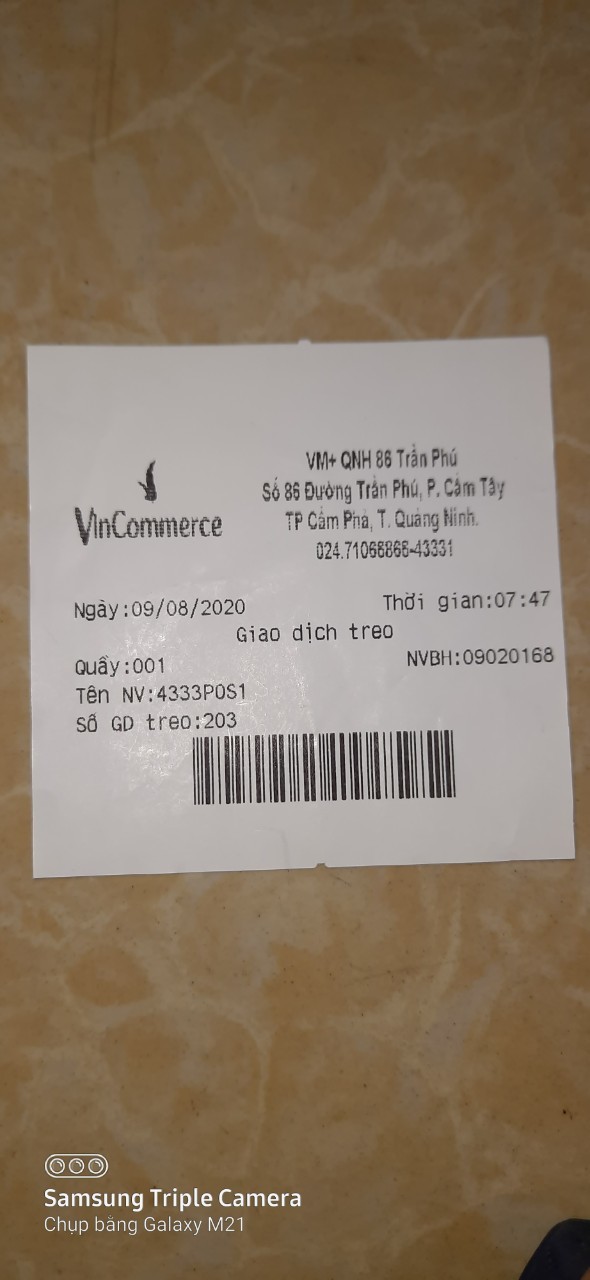 VinCommerce
VM+ QNH 86 Trần Phú
Số 86 Đường Trần Phú, P. Cẩm Tây
TP Cẩm Phả, T. Quảng Ninh.
024.71066866-43331
Ngày:09/08/2020 Thời gian:07:47
Giao dịch treo
Quầy:001 NVBH:09020168
Tên NV:4333POS1
Số GD treo:203
Samsung Triple Camera
Chụp bằng Galaxy M21